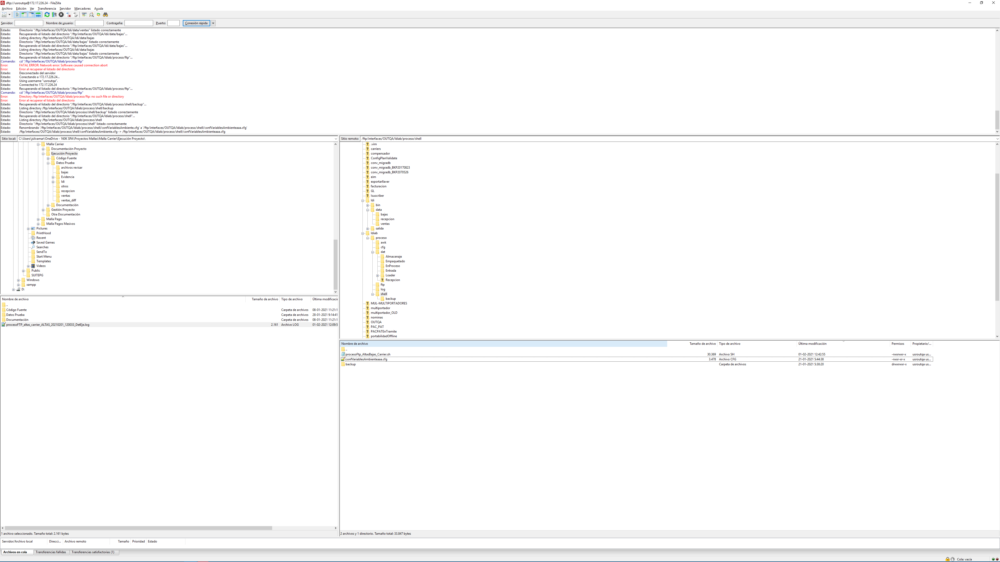 sftp://usroutqa@172.17.226.24 - FileZilla
Archivo Edición Ver Transferencia Servidor Marcadores Ayuda
Servidor: Nombre de usuario: Contraseña: Puerto: Conexión rápida
Estado: Directorio "/ftp/interfaces/OUTQA/ldi/data/ventas" listado correctamente
Estado: Recuperando el listado del directorio "/ftp/interfaces/OUTQA/ldi/data/bajas"...
Estado: Listing directory /ftp/interfaces/OUTQA/ldi/data/bajas
Estado: Directorio "/ftp/interfaces/OUTQA/ldi/data/bajas" listado correctamente
Estado: Recuperando el listado del directorio "/ftp/interfaces/OUTQA/ldi/data/bajas"...
Estado: Listing directory /ftp/interfaces/OUTQA/ldi/data/bajas
Estado: Directorio "/ftp/interfaces/OUTQA/ldi/data/bajas" listado correctamente
Estado: Recuperando el listado del directorio "/ftp/interfaces/OUTQA/ldiab/proceso/ftp"...
Comando: cd "/ftp/interfaces/OUTQA/ldiab/proceso/ftp"
Error: FATAL ERROR: Network error: Software caused connection abort
Error: Error al recuperar el listado del directorio
Estado: Desconectado del servidor
Estado: Conectando a 172.17.226.24...
Estado: Using username "usroutqa".
Estado: Connected to 172.17.226.24
Estado: Recuperando el listado del directorio "/ftp/interfaces/OUTQA/ldiab/proceso/ftp"...
Comando: cd "/ftp/interfaces/OUTQA/ldiab/proceso/ftp"
Error: Directory /ftp/interfaces/OUTQA/ldiab/proceso/ftp: no such file or directory
Error: Error al recuperar el listado del directorio
Estado: Recuperando el listado del directorio "/ftp/interfaces/OUTQA/ldiab/proceso/shell/backup"...
Estado: Listing directory /ftp/interfaces/OUTQA/ldiab/proceso/shell/backup
Estado: Directorio "/ftp/interfaces/OUTQA/ldiab/proceso/shell/backup" listado correctamente
Estado: Recuperando el listado del directorio "/ftp/interfaces/OUTQA/ldiab/proceso/shell"...
Estado: Listing directory /ftp/interfaces/OUTQA/ldiab/proceso/shell
Estado: Directorio "/ftp/interfaces/OUTQA/ldiab/proceso/shell" listado correctamente
Estado: Renombrando '/ftp/interfaces/OUTQA/ldiab/proceso/shell/confVariablesAmbiente.cfg' a '/ftp/interfaces/OUTQA/ldiab/proceso/shell/confVariablesAmbienteaaa.cfg'
Estado: /ftp/interfaces/OUTQA/ldiab/proceso/shell/confVariablesAmbiente.cfg -> /ftp/interfaces/OUTQA/ldiab/proceso/shell/confVariablesAmbienteaaa.cfg
Sitio local: C:\Users\jsilvamar\OneDrive - 160K SPA\Proyectos Mallas\Malla Carrier\Ejecución Proyecto\
Malla Carrier
Documentación Proyecto
Ejecución Proyecto
Código Fuente
Datos Prueba
archivos revisar
bajas
Evidencia
ldi
otros
recepcion
ventas
ventas_diff
Documentación
Gestión Proyecto
Otra Documentación
Malla Pago
Malla Pagos Masivos
Pictures
PrintHood
Recent
Saved Games
Searches
SendTo
Start Menu
Templates
Videos
Public
SUITEPG
Windows
xampp
D:
Nombre de archivo Tamaño de archivo Tipo de archivo Última modificació
..
Código Fuente Carpeta de archivos 08-01-2021 11:21:1
Datos Prueba Carpeta de archivos 28-01-2021 9:14:41
Documentación Carpeta de archivos 08-01-2021 11:21:1
procesoFTP_altas_carrier_ALTAS_20210201_120033_DetEje.log 2.161 Archivo LOG 01-02-2021 12:09:5
1 archivo seleccionado. Tamaño total: 2.161 bytes
Sitio remoto: /ftp/interfaces/OUTQA/ldiab/proceso/shell
.vim
carriers
compensador
ConfigPlanValidate
conv_migradb
conv_migradb_BKP20170823
conv_migradb_BKP2070526
eim
exportarllaver
facturacion
GL
lsuscriber
ldi
bin
data
bajas
recepcion
ventas
salida
ldiab
proceso
awk
cfg
dat
Almacenaje
Empaquetado
EnProceso
Entrada
Loader
Recepcion
ftp
log
shell
backup
MUL-MULTIPORTADORES
multiportador
multiportador_OLD
nominas
OUTQA
PAC_PAT
PACPATEnTramite
portabilidadOffline
Nombre de archivo Tamaño de archivo Tipo de archivo Última modificación Permisos Propietario/...
..
procesoFtp_AltasBajas_Carrier.sh 30.369 Archivo SH 01-02-2021 12:42:55 -rwxrwxr-x usroutqa us...
confVariablesAmbienteaaa.cfg 3.478 Archivo CFG 21-01-2021 5:44:38 -rwxr-xr-x usroutqa us...
backup Carpeta de archivos 21-01-2021 5:30:20 drwxrwxr-x usroutqa us...
2 archivos y 1 directorio. Tamaño total: 33.847 bytes
Servidor/Archivo local Direcci... Archivo remoto Tamaño Prioridad Estado
Archivos en cola Transferencias fallidas Transferencias satisfactorias (1)
Cola: vacía